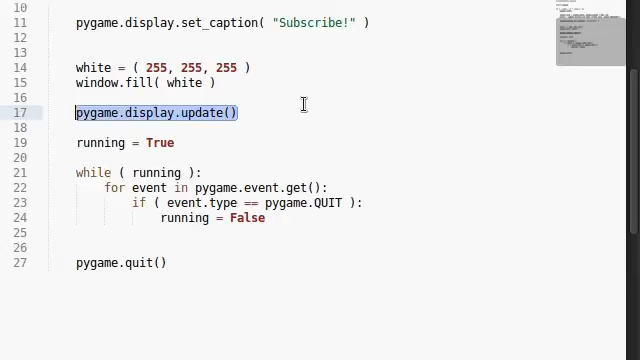 10
11 pygame.display.set_caption( "Subscribe!" )
12
13
14 white = ( 255, 255, 255 )
15 window.fill( white )
16
17 pygame.display.update()
18
19 running = True
20
21 while ( running ):
22 for event in pygame.event.get():
23 if ( event.type == pygame.QUIT ):
24 running = False
25
26
27 pygame.quit()